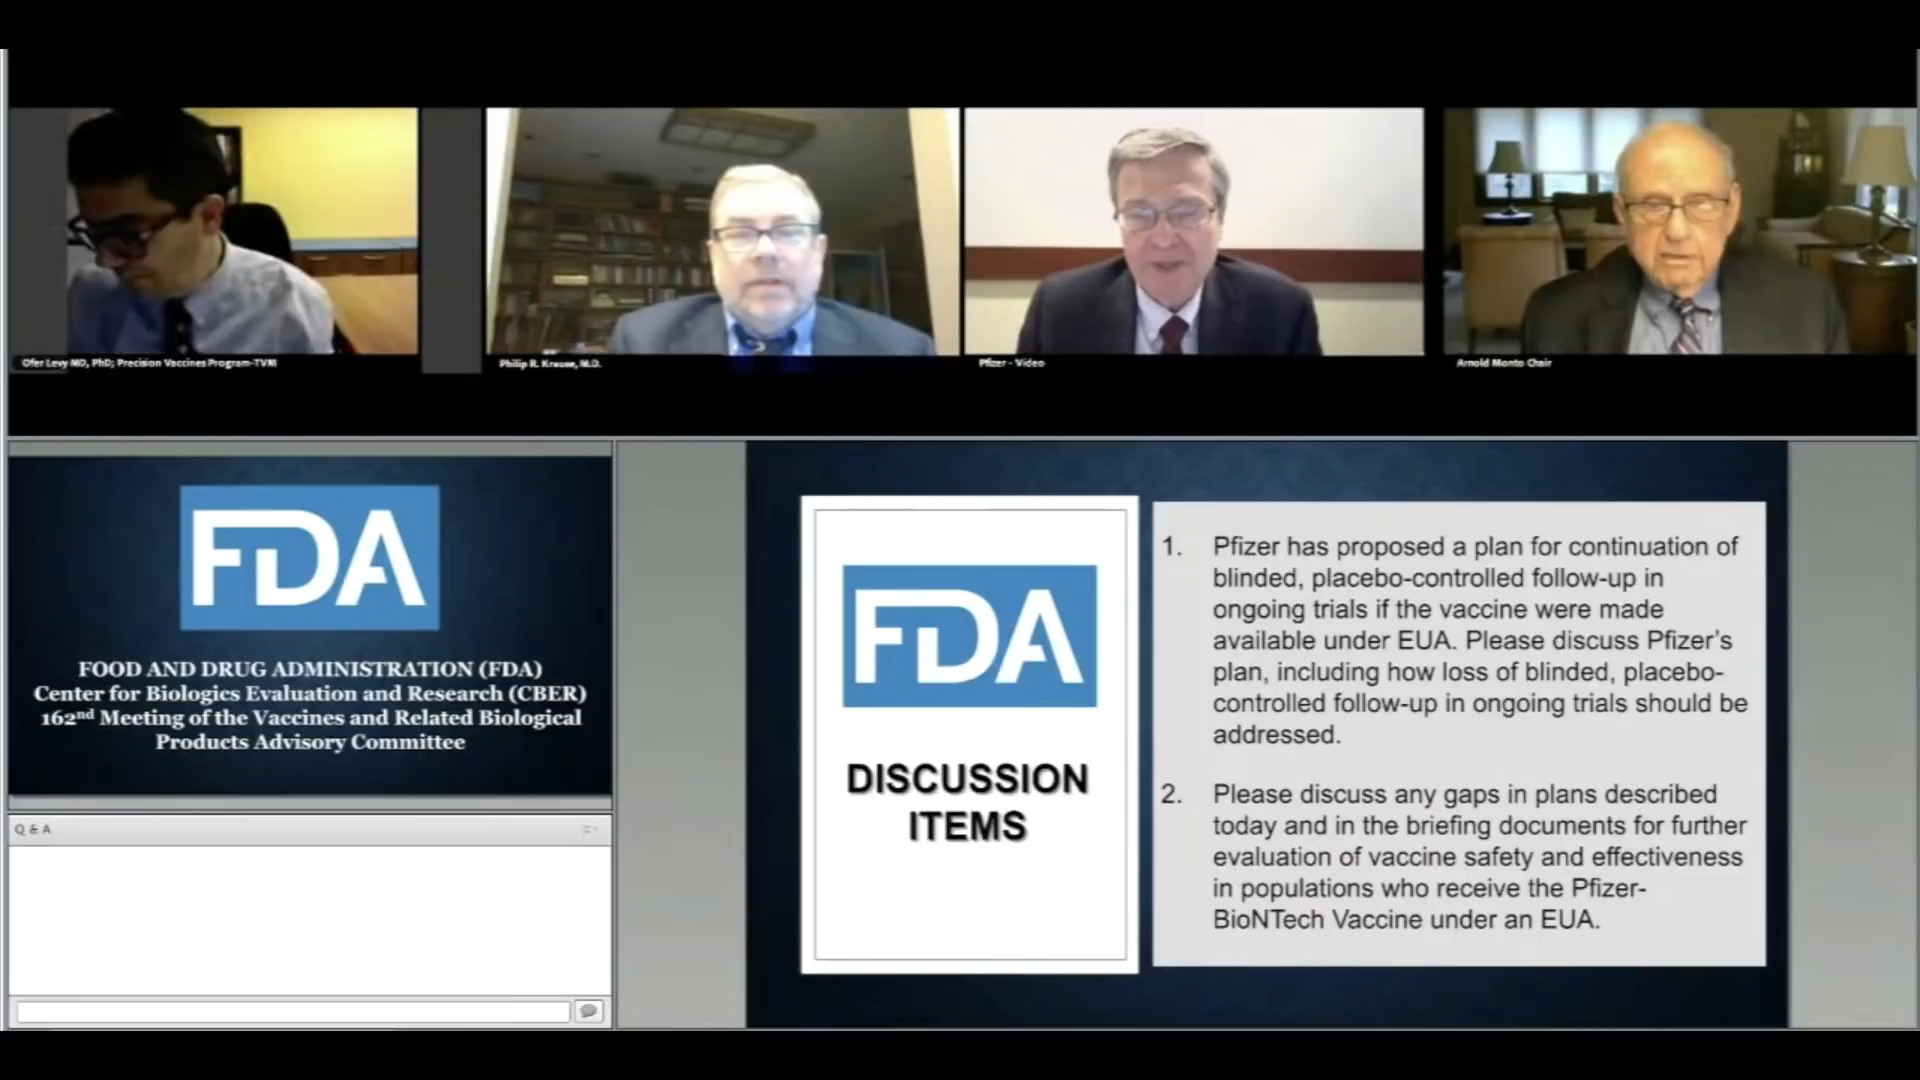 Ofer Levy MD, PhD; Precision Vaccines Program-TVM
Philip R. Krause, M.D.
Pfizer - Video
Arnold Monto Chair
FDA
FOOD AND DRUG ADMINISTRATION (FDA)
Center for Biologics Evaluation and Research (CBER)
162nd Meeting of the Vaccines and Related Biological
Products Advisory Committee
Q & A
FDA
DISCUSSION
ITEMS
1. Pfizer has proposed a plan for continuation of
blinded, placebo-controlled follow-up in
ongoing trials if the vaccine were made
available under EUA. Please discuss Pfizer's
plan, including how loss of blinded, placebo-
controlled follow-up in ongoing trials should be
addressed.
2. Please discuss any gaps in plans described
today and in the briefing documents for further
evaluation of vaccine safety and effectiveness
in populations who receive the Pfizer-
BioNTech Vaccine under an EUA.